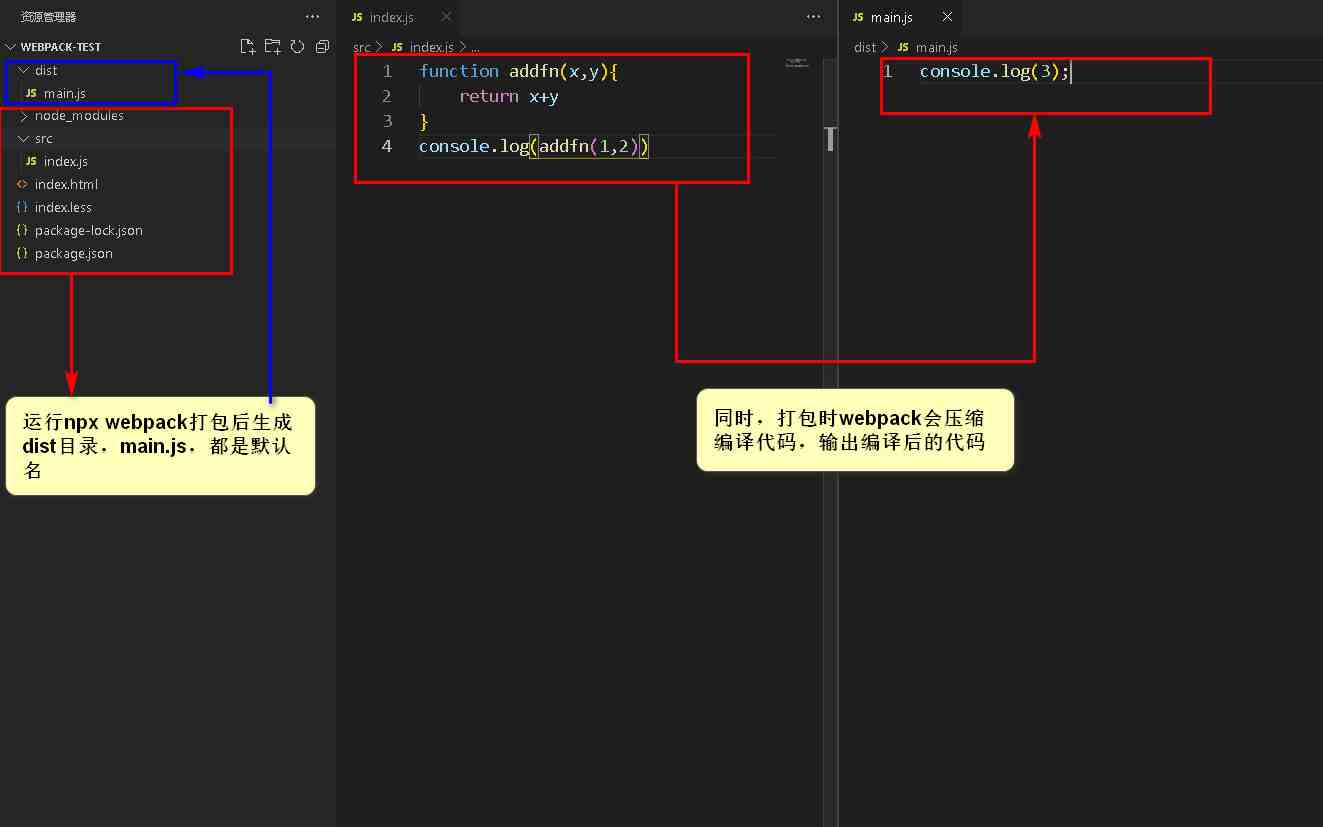 资源管理器
WEBPACK-TEST
dist
JS main.js
node_modules
src
JS index.js
<> index.html
{} index.less
{} package-lock.json
{} package.json
运行npx webpack打包后生成
dist目录，main.js，都是默认
名
JS index.js
src > JS index.js > ...
1 function addfn(x,y){
2 return x+y
3 }
4 console.log(addfn(1,2))
JS main.js
dist > JS main.js
1 console.log(3);
同时，打包时webpack会压缩
编译代码，输出编译后的代码